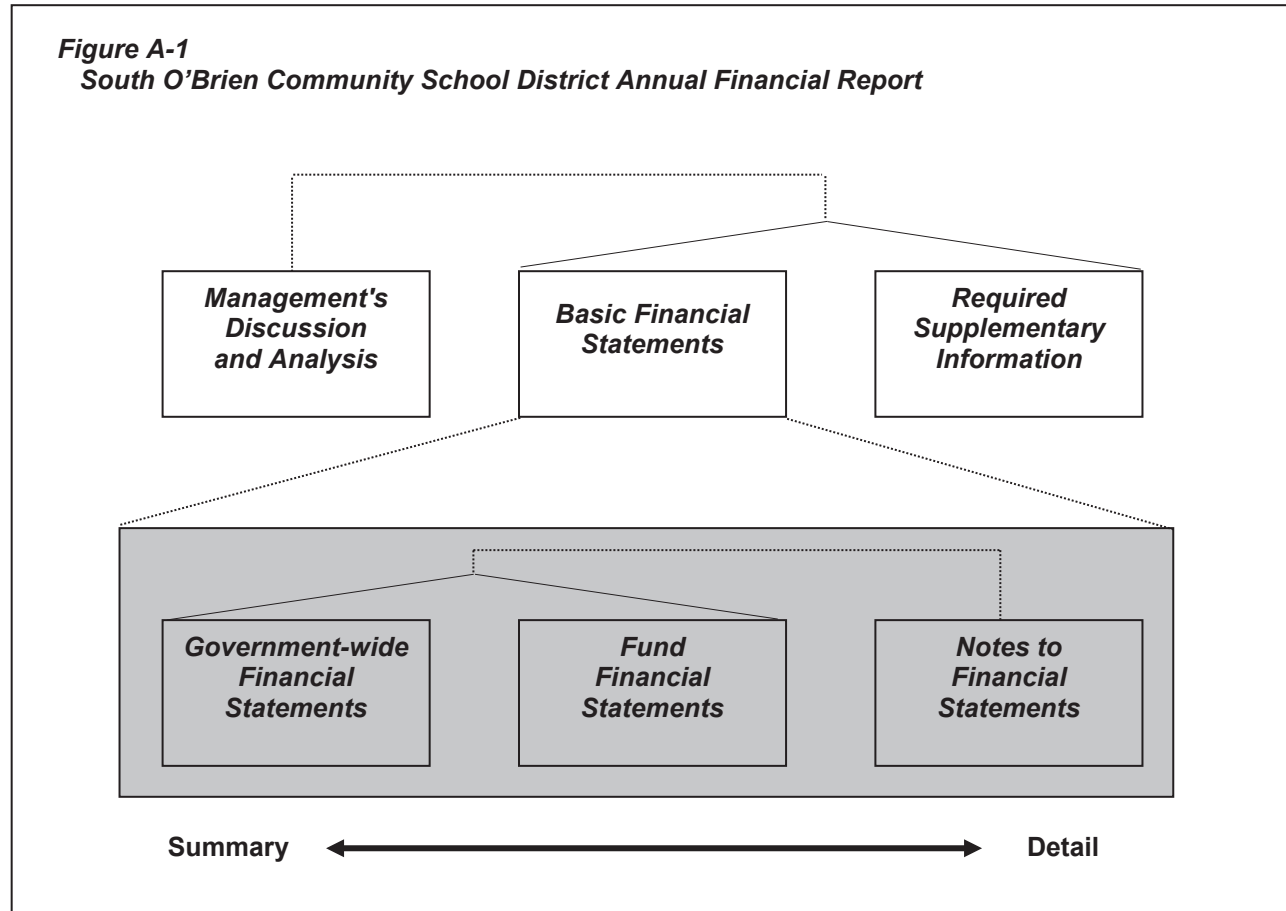 Figure A-1
South O’Brien Community School District Annual Financial Report
Management's
Discussion
and Analysis
Basic Financial
Statements
Required
Supplementary
Information
Government-wide
Financial
Statements
Fund
Financial
Statements
Notes to
Financial
Statements
Summary
Detail